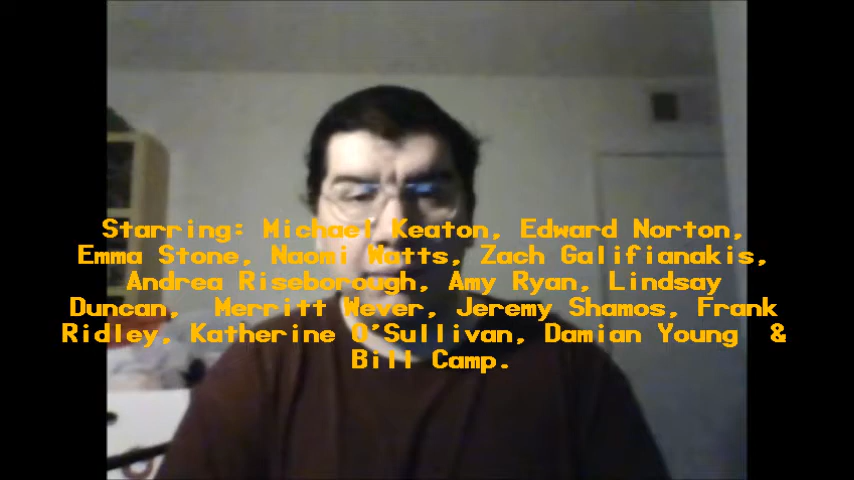 Starring: Michael Keaton, Edward Norton,
Emma Stone, Naomi Watts, Zach Galifianakis,
Andrea Riseborough, Amy Ryan, Lindsay
Duncan,  Merritt Wever, Jeremy Shamos, Frank
Ridley, Katherine O'Sullivan, Damian Young  &
Bill Camp.